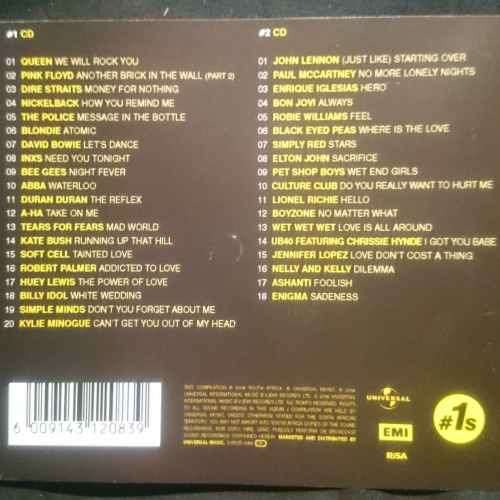 #1 CD
01 QUEEN WE WILL ROCK YOU
02 PINK FLOYD ANOTHER BRICK IN THE WALL (PART 2)
03 DIRE STRAITS MONEY FOR NOTHING
04 NICKELBACK HOW YOU REMIND ME
05 THE POLICE MESSAGE IN THE BOTTLE
06 BLONDIE ATOMIC
07 DAVID BOWIE LET'S DANCE
08 INXS NEED YOU TONIGHT
09 BEE GEES NIGHT FEVER
10 ABBA WATERLOO
11 DURAN DURAN THE REFLEX
12 A-HA TAKE ON ME
13 TEARS FOR FEARS MAD WORLD
14 KATE BUSH RUNNING UP THAT HILL
15 SOFT CELL TAINTED LOVE
16 ROBERT PALMER ADDICTED TO LOVE
17 HUEY LEWIS THE POWER OF LOVE
18 BILLY IDOL WHITE WEDDING
19 SIMPLE MINDS DON'T YOU FORGET ABOUT ME
20 KYLIE MINOGUE CAN'T GET YOU OUT OF MY HEAD
#2 CD
01 JOHN LENNON (JUST LIKE) STARTING OVER
02 PAUL MCCARTNEY NO MORE LONELY NIGHTS
03 ENRIQUE IGLESIAS HERO
04 BON JOVI ALWAYS
05 ROBIE WILLIAMS FEEL
06 BLACK EYED PEAS WHERE IS THE LOVE
07 SIMPLY RED STARS
08 ELTON JOHN SACRIFICE
09 PET SHOP BOYS WET END GIRLS
10 CULTURE CLUB DO YOU REALLY WANT TO HURT ME
11 LIONEL RICHIE HELLO
12 BOYZONE NO MATTER WHAT
13 WET WET WET LOVE IS ALL AROUND
14 UB40 FEATURING CHRISSIE HYNDE I GOT YOU BABE
15 JENNIFER LOPEZ LOVE DON'T COST A THING
16 NELLY AND KELLY DILEMMA
17 ASHANTI FOOLISH
18 ENIGMA SADENESS
6 009143 120839
MARKETED AND DISTRIBUTED BY
UNIVERSAL MUSIC.
UNIVERSAL
EMI
RISA
#1s